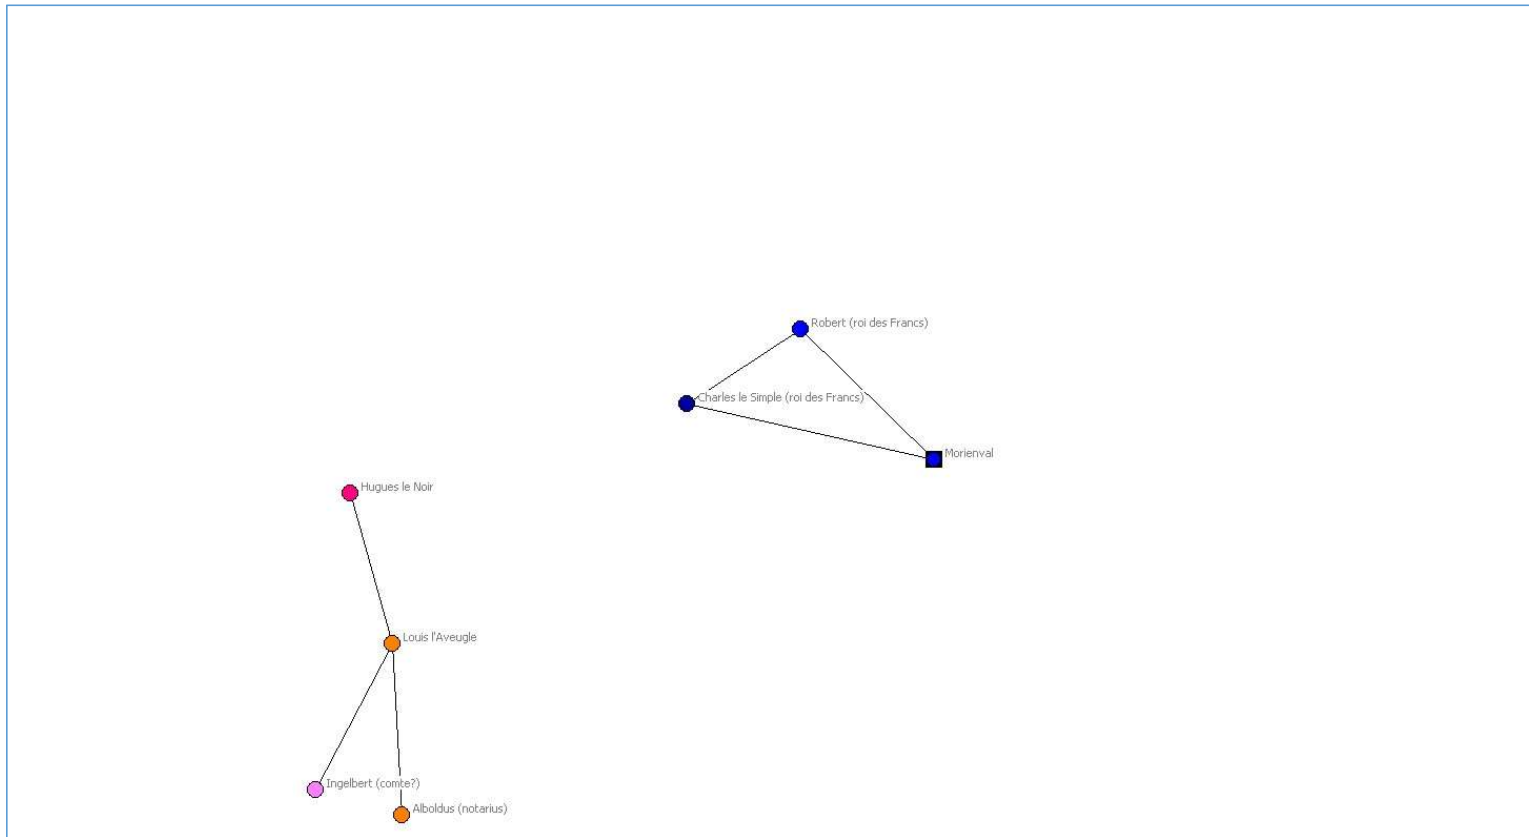 Robert (roi des Francs)
Charles le Simple (roi des Francs)
Morienval
Hugues le Noir
Louis l'Aveugle
Ingelbert (comte?)
Alboldus (notarius)